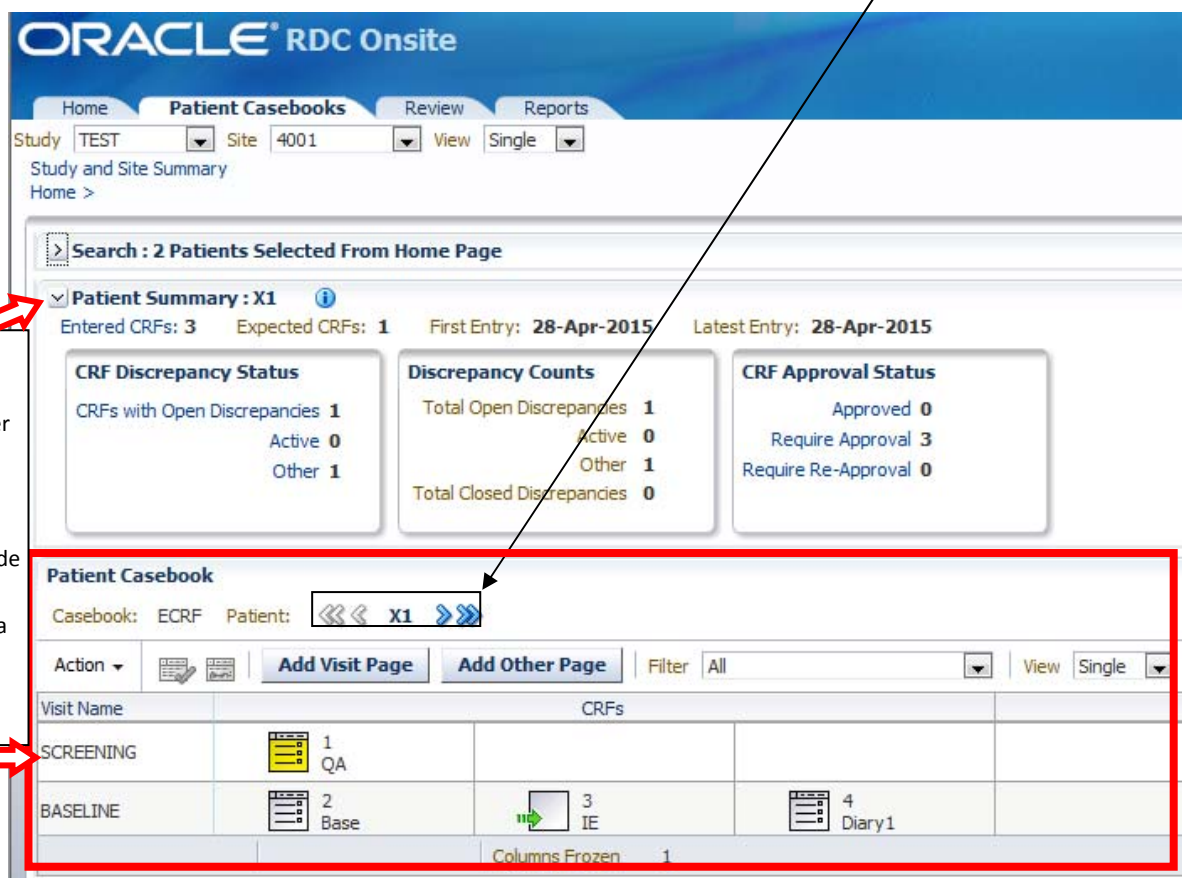 ORACLE® RDC Onsite
Home Patient Casebooks Review Reports
Study TEST Site 4001 View Single
Study and Site Summary
Home >
Search : 2 Patients Selected From Home Page
Patient Summary : X1
Entered CRFs: 3 Expected CRFs: 1 First Entry: 28-Apr-2015 Latest Entry: 28-Apr-2015
CRF Discrepancy Status
CRFs with Open Discrepancies 1
Active 0
Other 1
Discrepancy Counts
Total Open Discrepancies 1
Active 0
Other 1
Total Closed Discrepancies 0
CRF Approval Status
Approved 0
Require Approval 3
Require Re-Approval 0
Patient Casebook
Casebook: ECRF Patient: X1
Action Add Visit Page Add Other Page Filter All View Single
Visit Name CRFs
SCREENING 1 QA
BASELINE 2 Base 3 IE 4 Diary1
Columns Frozen 1